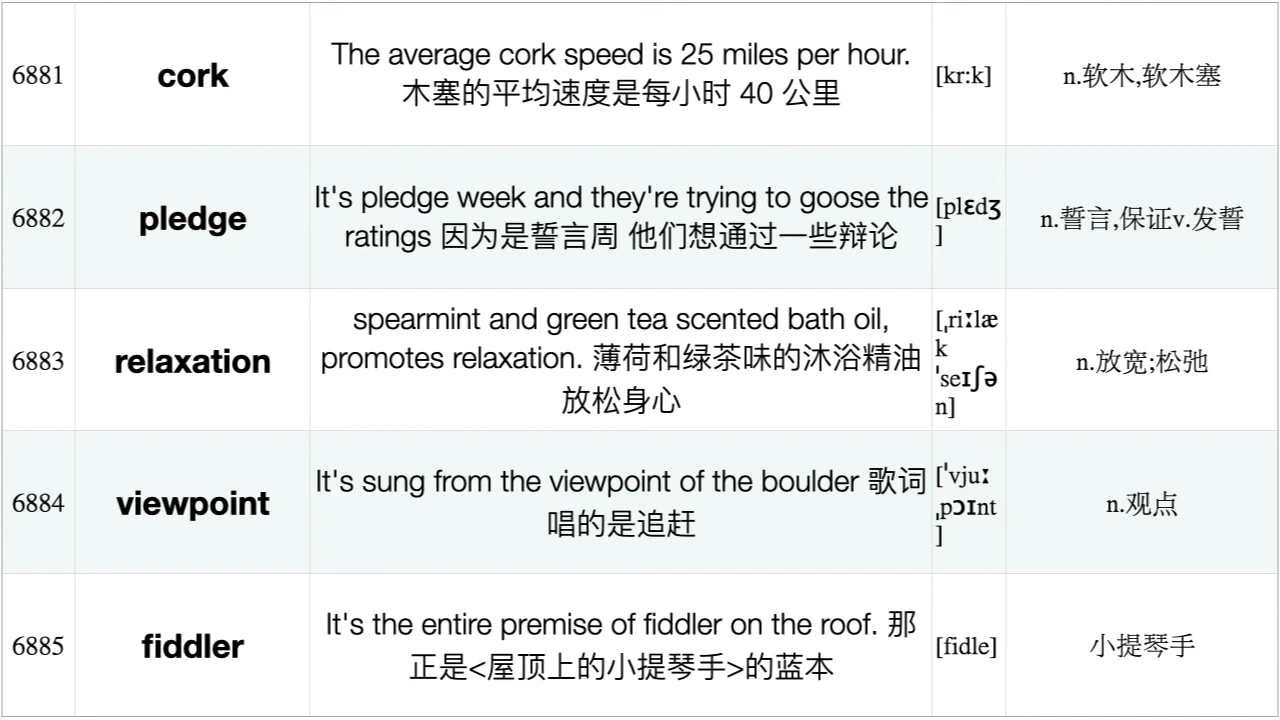 6881
cork
The average cork speed is 25 miles per hour.
木塞的平均速度是每小时 40 公里
[kr:k]
n.软木,软木塞
6882
pledge
It's pledge week and they're trying to goose the
ratings 因为是誓言周 他们想通过一些辩论
[plɛdʒ
]
n.誓言,保证v.发誓
6883
relaxation
spearmint and green tea scented bath oil,
promotes relaxation. 薄荷和绿茶味的沐浴精油
放松身心
[ˌriːlæ
k
ˈseɪʃə
n]
n.放宽;松弛
6884
viewpoint
It's sung from the viewpoint of the boulder 歌词
唱的是追赶
[ˈvjuː
ˌpɔɪnt
]
n.观点
6885
fiddler
It's the entire premise of fiddler on the roof. 那
正是<屋顶上的小提琴手>的蓝本
[fidle]
小提琴手